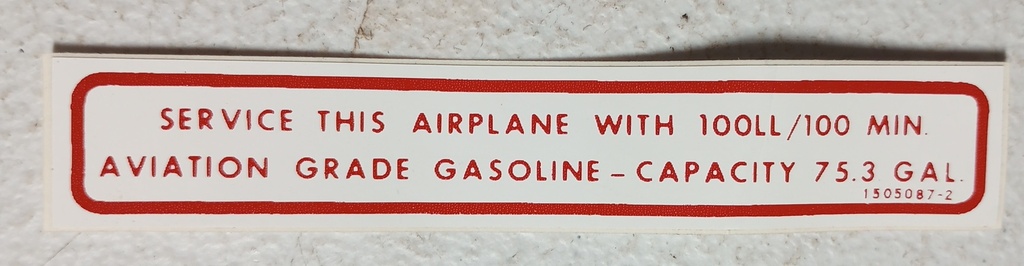 SERVICE THIS AIRPLANE WITH 100LL/100 MIN.
AVIATION GRADE GASOLINE – CAPACITY 75.3 GAL.
1505087-2